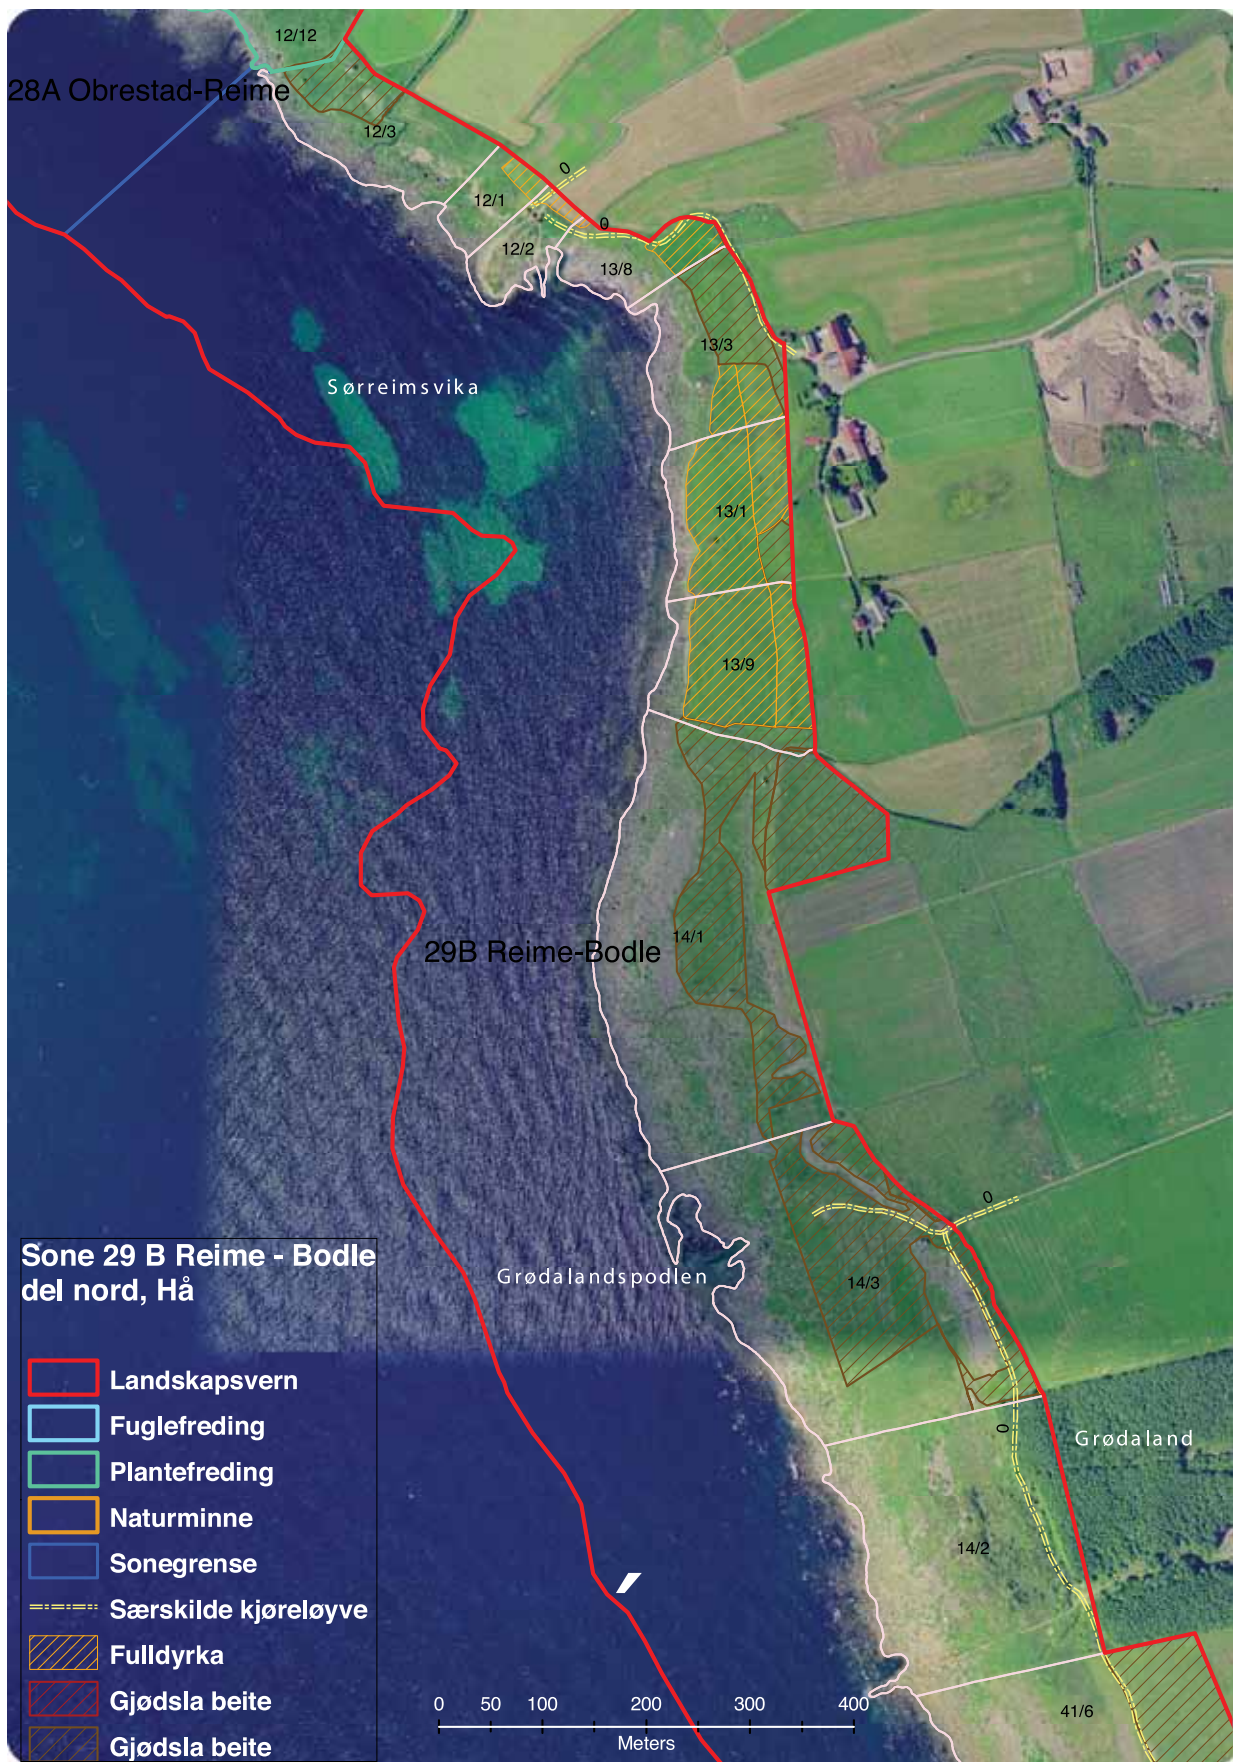 12/12
28A Obrestad-Reime
12/3
0
12/1
0
12/2
13/8
13/3
Sørreimsvika
13/1
13/9
14/1
29B Reime-Bodle
0
Grødalandspodlen
14/3
0
Grødaland
14/2
41/6
Sone 29 B Reime - Bodle
del nord, Hå
Landskapsvern
Fuglefreding
Plantefreding
Naturminne
Sonegrense
Særskilde kjøreløyve
Fulldyrka
Gjødsla beite
Gjødsla beite
0 50 100 200 300 400
Meters